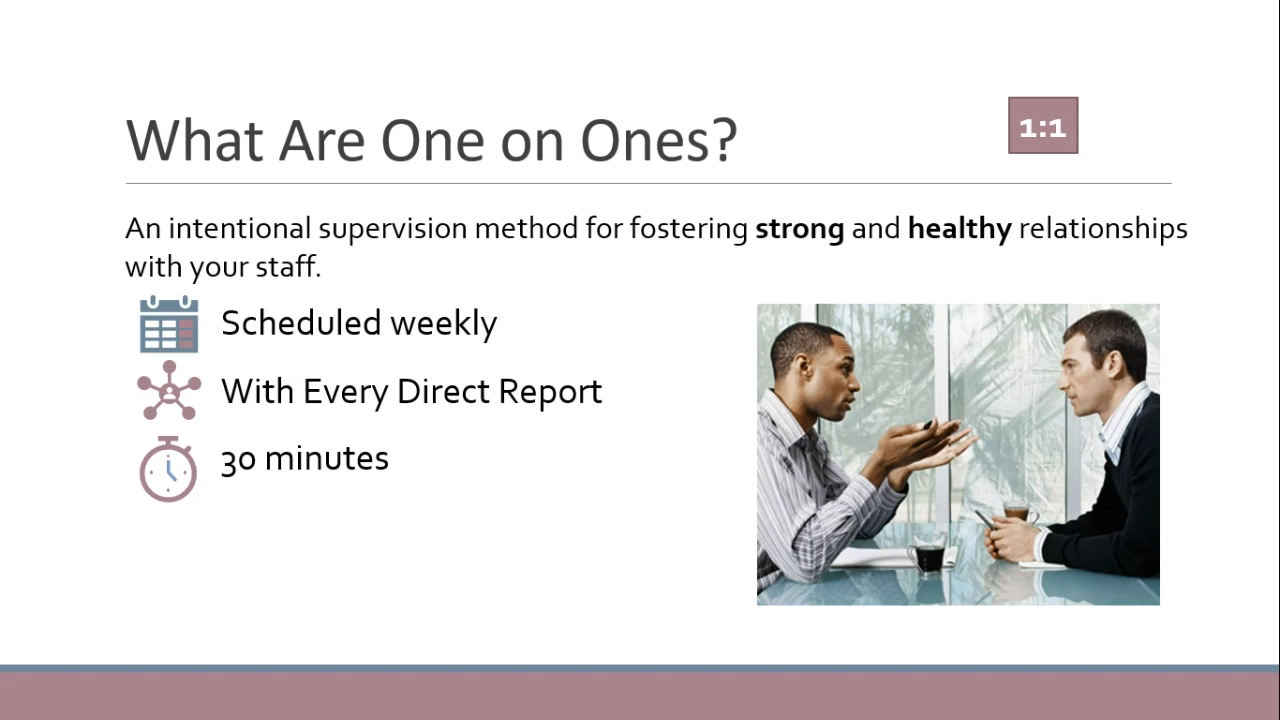 What Are One on Ones?
1:1
An intentional supervision method for fostering strong and healthy relationships
with your staff.
Scheduled weekly
With Every Direct Report
30 minutes